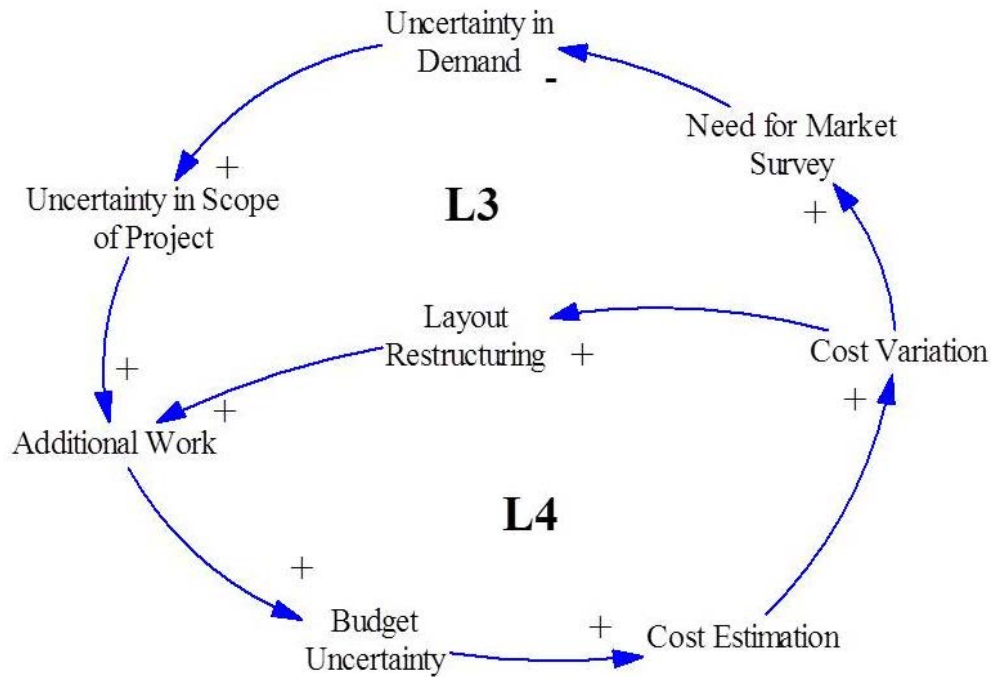 Uncertainty in
Demand
-
Need for Market
Survey
+
+
Uncertainty in Scope
of Project
L3
Layout
Restructuring
+
Cost Variation
+
+
+
Additional Work
L4
+
Budget
Uncertainty
+
Cost Estimation